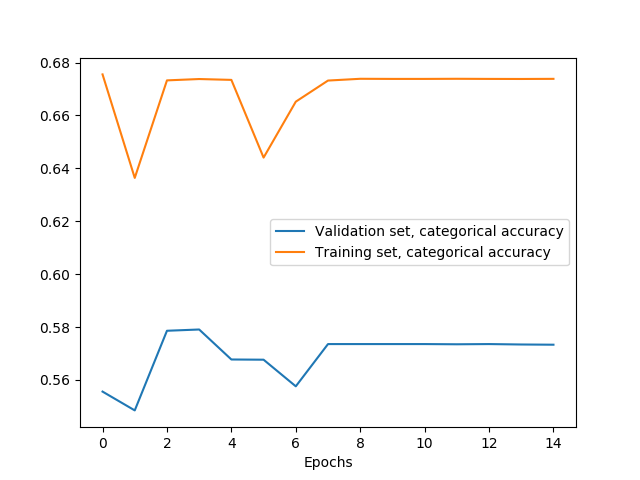 0.68
0.66
0.64
0.62
0.60
0.58
0.56
Validation set, categorical accuracy
Training set, categorical accuracy
0 2 4 6 8 10 12 14
Epochs